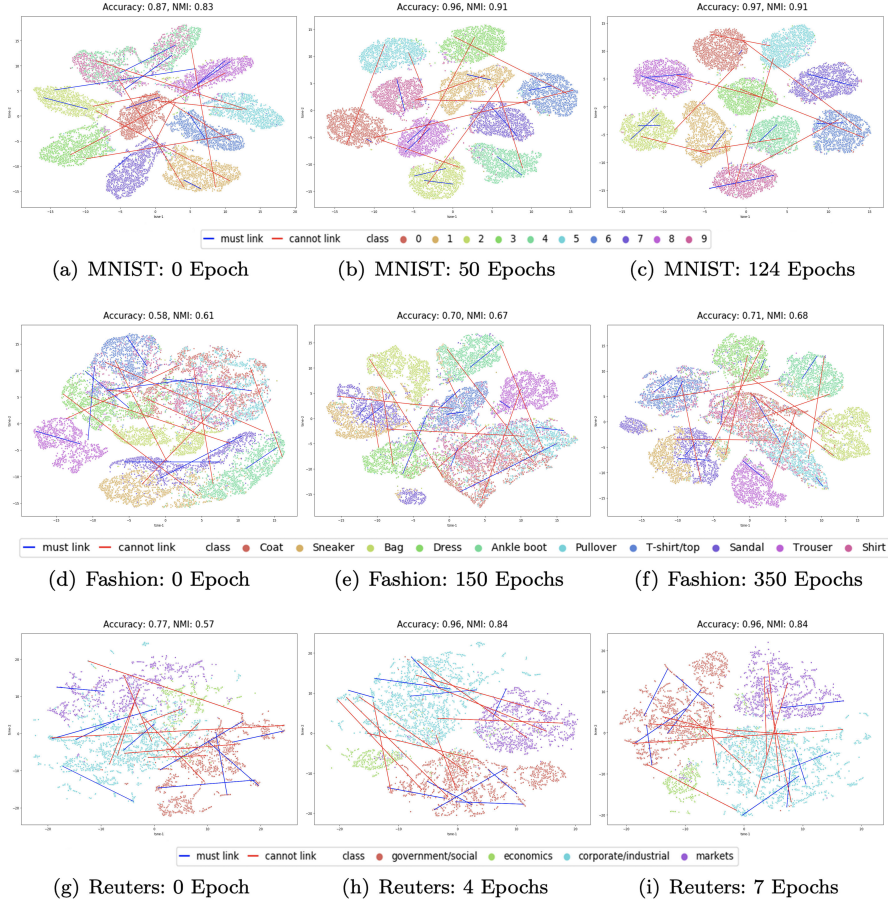 Accuracy: 0.87, NMI: 0.83
Accuracy: 0.96, NMI: 0.91
Accuracy: 0.97, NMI: 0.91
must link cannot link class 0 1 2 3 4 5 6 7 8 9
(a) MNIST: 0 Epoch
(b) MNIST: 50 Epochs
(c) MNIST: 124 Epochs
Accuracy: 0.58, NMI: 0.61
Accuracy: 0.70, NMI: 0.67
Accuracy: 0.71, NMI: 0.68
must link cannot link class Coat Sneaker Bag Dress Ankle boot Pullover T-shirt/top Sandal Trouser Shirt
(d) Fashion: 0 Epoch
(e) Fashion: 150 Epochs
(f) Fashion: 350 Epochs
Accuracy: 0.77, NMI: 0.57
Accuracy: 0.96, NMI: 0.84
Accuracy: 0.96, NMI: 0.84
must link cannot link class government/social economics corporate/industrial markets
(g) Reuters: 0 Epoch
(h) Reuters: 4 Epochs
(i) Reuters: 7 Epochs